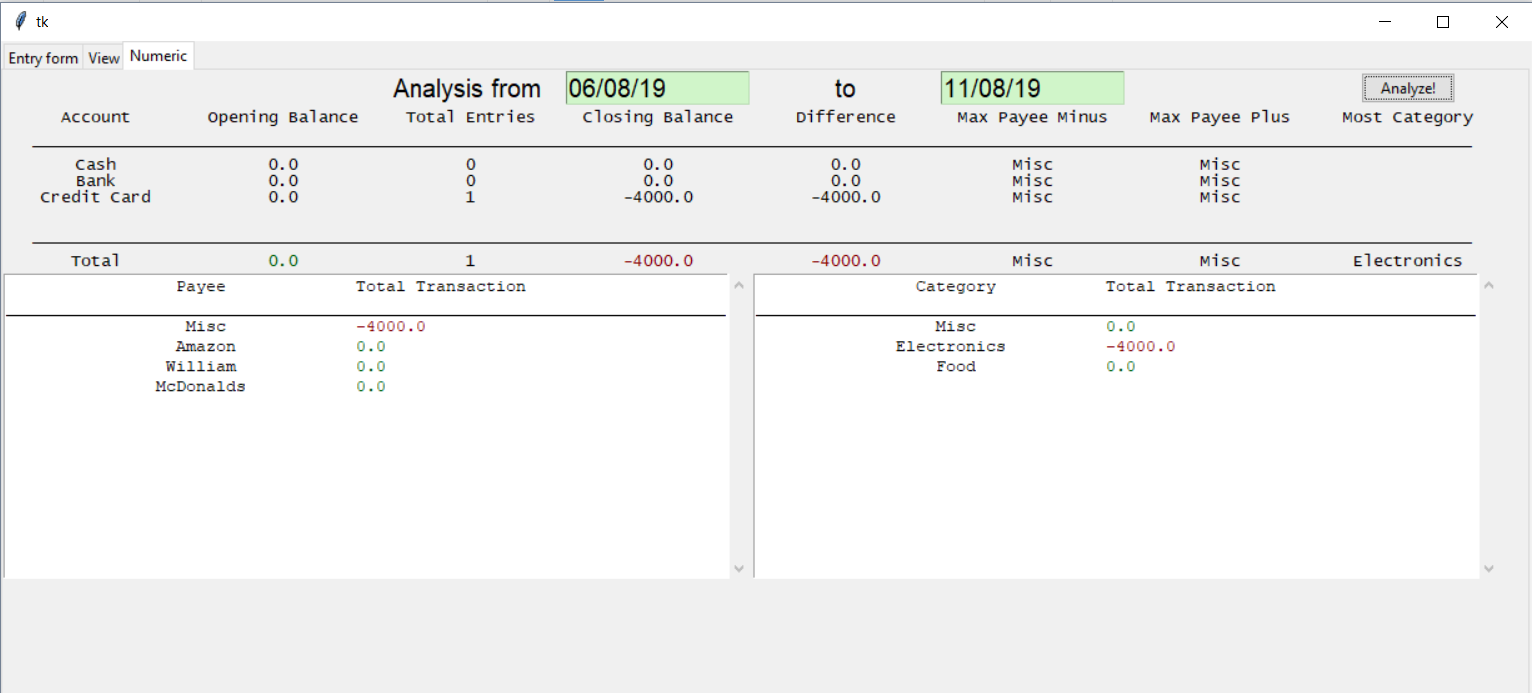 tk
Entry form View Numeric
Analysis from 06/08/19 to 11/08/19 Analyze!
Account Opening Balance Total Entries Closing Balance Difference Max Payee Minus Max Payee Plus Most Category
Cash 0.0 0 0.0 0.0 Misc Misc
Bank 0.0 0 0.0 0.0 Misc Misc
Credit Card 0.0 1 -4000.0 -4000.0 Misc Misc
Total 0.0 1 -4000.0 -4000.0 Misc Misc Electronics
Payee Total Transaction
Misc -4000.0
Amazon 0.0
William 0.0
McDonalds 0.0
Category Total Transaction
Misc 0.0
Electronics -4000.0
Food 0.0